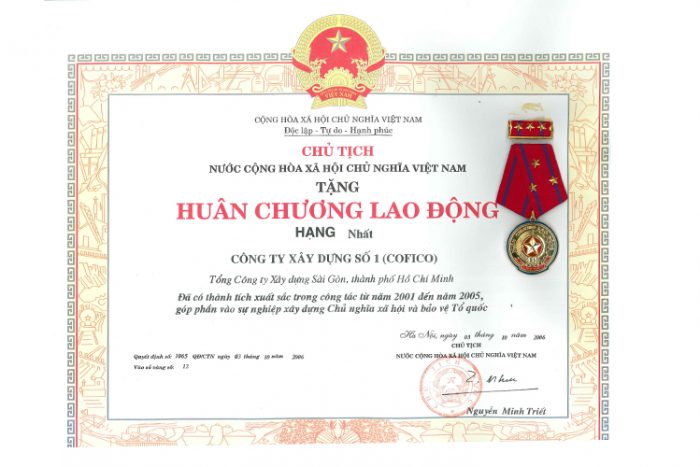 VIỆT NAM
CỘNG HÒA XÃ HỘI CHỦ NGHĨA VIỆT NAM
Độc lập - Tự do - Hạnh phúc
CHỦ TỊCH
NƯỚC CỘNG HÒA XÃ HỘI CHỦ NGHĨA VIỆT NAM
TẶNG
HUÂN CHƯƠNG LAO ĐỘNG
HẠNG Nhất
CÔNG TY XÂY DỰNG SỐ 1 (COFICO)
Tổng Công ty Xây dựng Sài Gòn, thành phố Hồ Chí Minh
Đã có thành tích xuất sắc trong công tác từ năm 2001 đến năm 2005,
góp phần vào sự nghiệp xây dựng Chủ nghĩa xã hội và bảo vệ Tổ quốc
Hà Nội, ngày 03 tháng 10 năm 2006
CHỦ TỊCH
NƯỚC CỘNG HÒA XÃ HỘI CHỦ NGHĨA VIỆT NAM
Quyết định số: 1065 QĐ/CTN ngày 03 tháng 10 năm 2006
Vào sổ vàng số: 12
Nguyễn Minh Triết